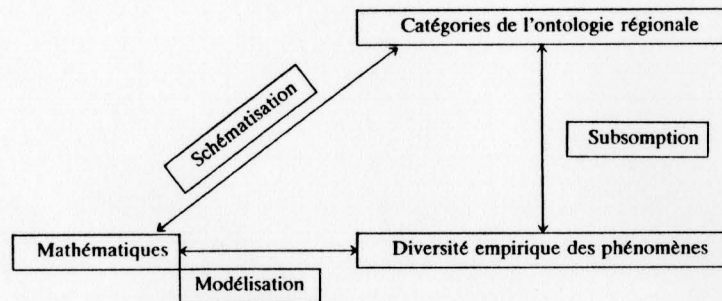 Catégories de l'ontologie régionale
Schématisation
Subsomption
Mathématiques
Diversité empirique des phénomènes
Modélisation